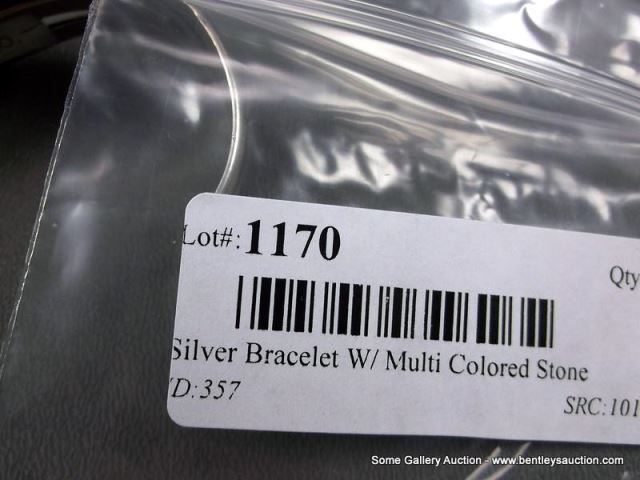 Lot#: 1170
Qty
Silver Bracelet W/ Multi Colored Stone
D:357
SRC:101
Some Gallery Auction - www.bentleysauction.com